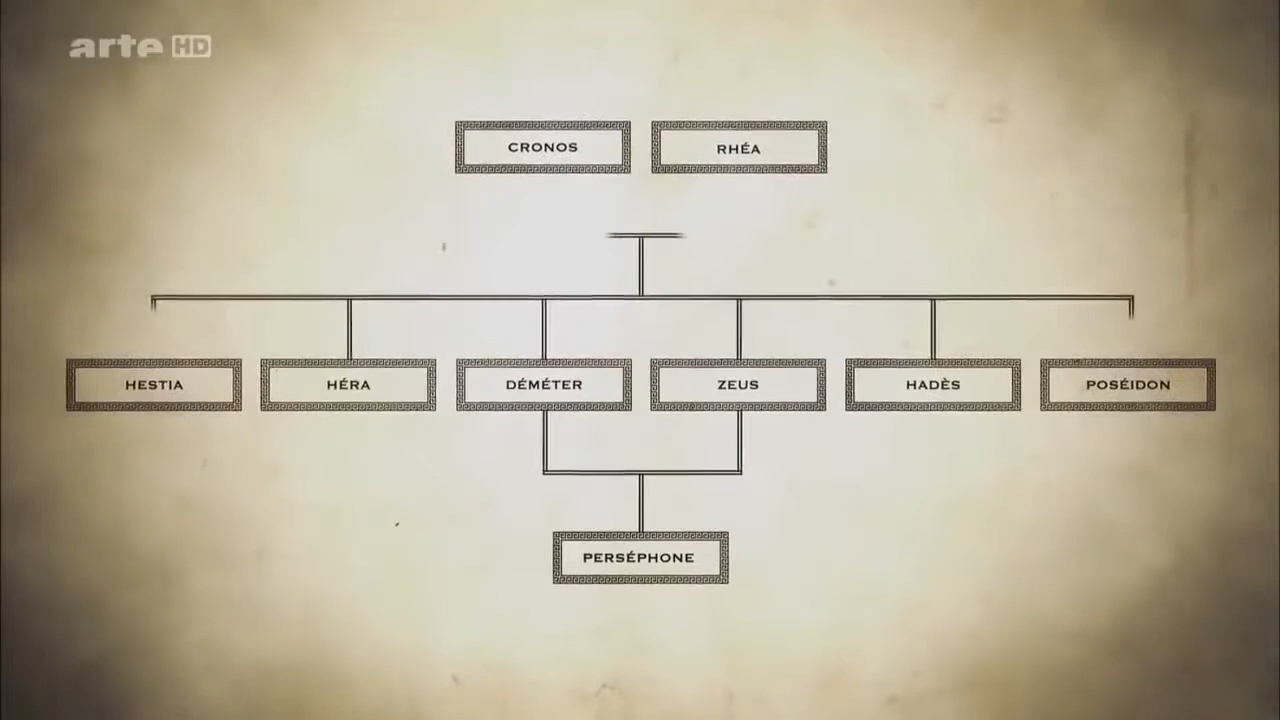 arte HD
CRONOS
RHÉA
HESTIA
HÉRA
DÉMÉTER
ZEUS
HADÈS
POSÉIDON
PERSÉPHONE